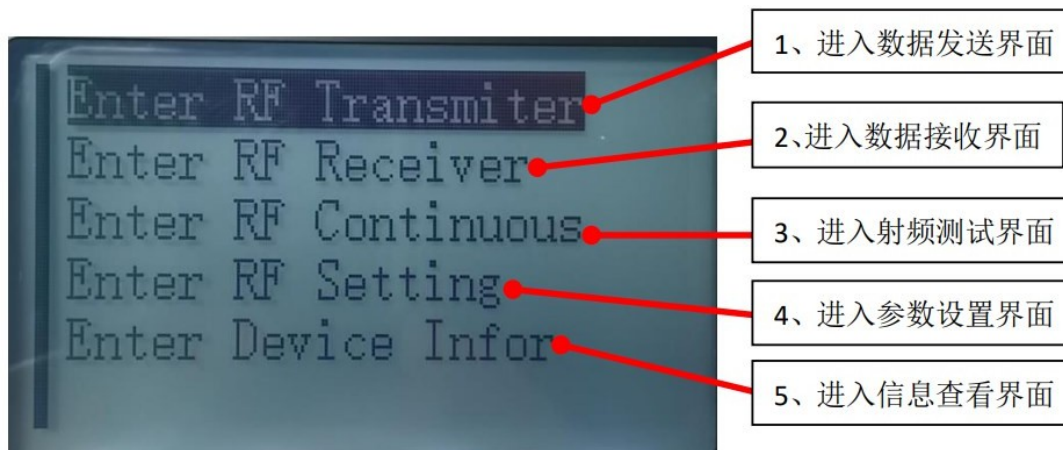 Enter RF Transmiter
1、进入数据发送界面
Enter RF Receiver
2、进入数据接收界面
Enter RF Continuous
3、进入射频测试界面
Enter RF Setting
4、进入参数设置界面
Enter Device Infor
5、进入信息查看界面